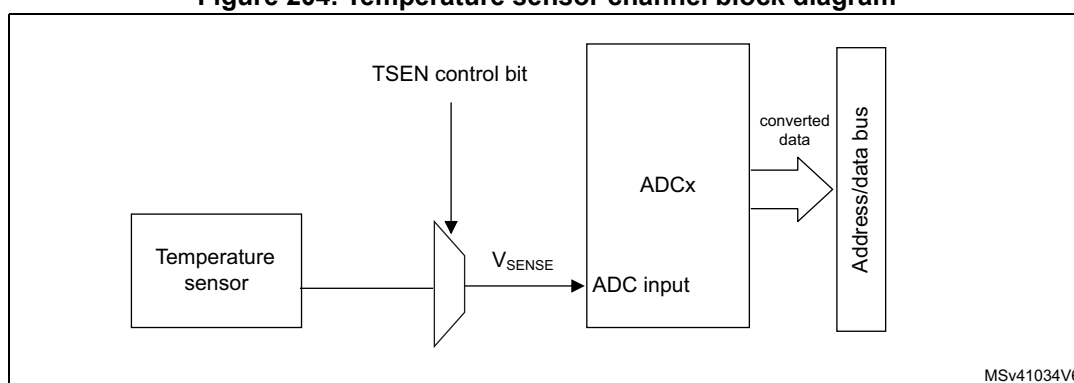 Figure 204. Temperature sensor channel block diagram
TSEN control bit
converted
data
Address/data bus
ADCx
Temperature
sensor
VSENSE
ADC input
MSv41034V6